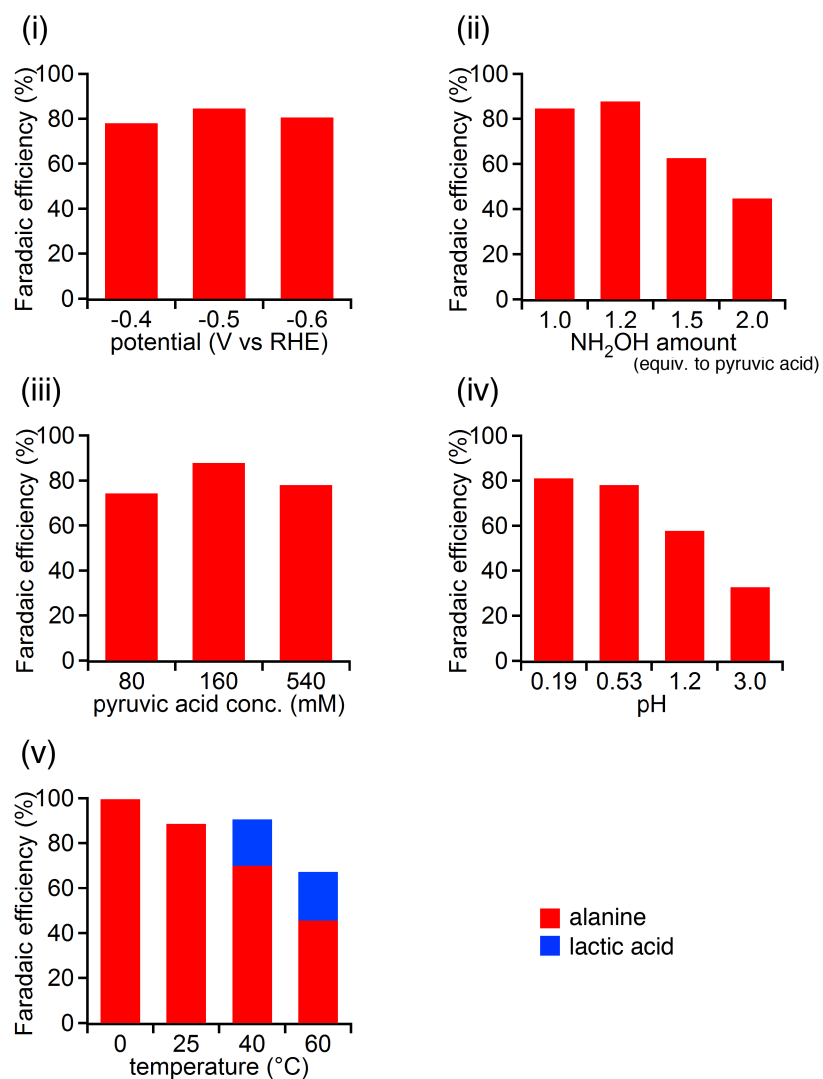 (i)
Faradaic efficiency (%)
100
80
60
40
20
0
-0.4 -0.5 -0.6
potential (V vs RHE)
(ii)
Faradaic efficiency (%)
100
80
60
40
20
0
1.0 1.2 1.5 2.0
NH₂OH amount
(equiv. to pyruvic acid)
(iii)
Faradaic efficiency (%)
100
80
60
40
20
0
80 160 540
pyruvic acid conc. (mM)
(iv)
Faradaic efficiency (%)
100
80
60
40
20
0
0.19 0.53 1.2 3.0
pH
(v)
Faradaic efficiency (%)
100
80
60
40
20
0
0 25 40 60
temperature (°C)
alanine
lactic acid